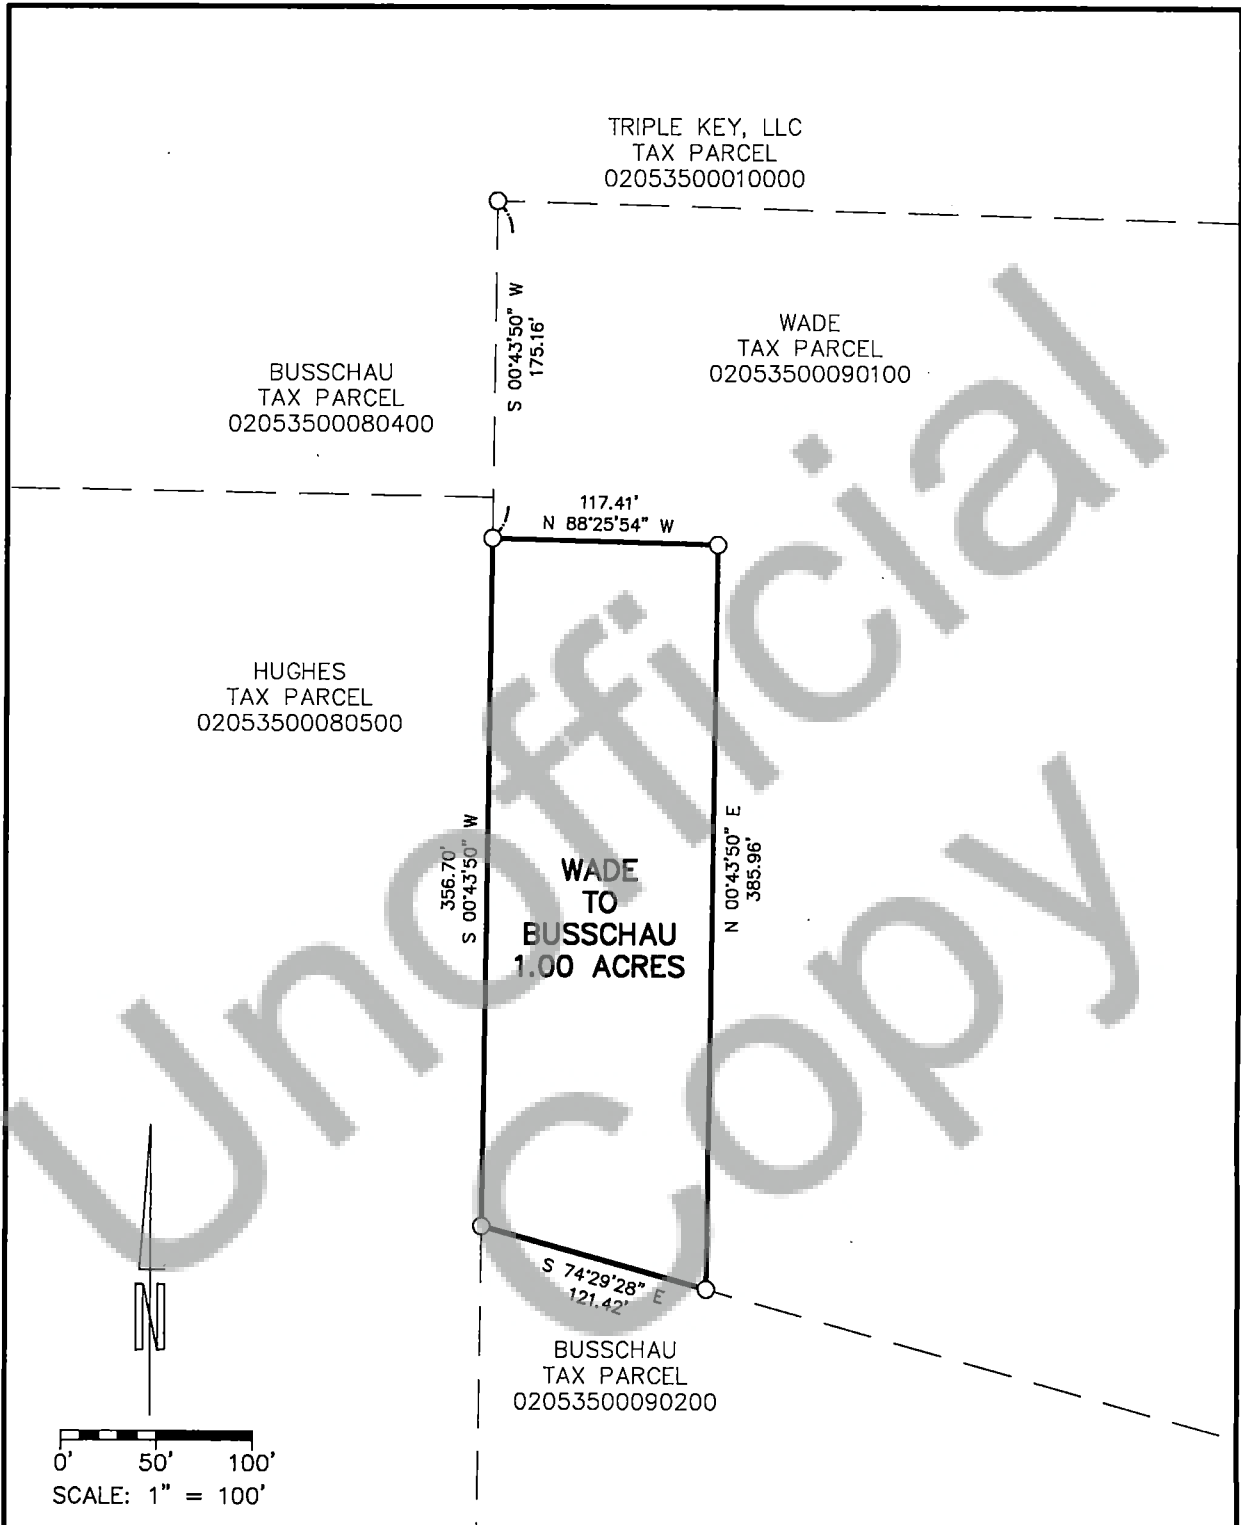 TRIPLE KEY, LLC
TAX PARCEL
02053500010000
S 00°43'50" W
175.16'
WADE
TAX PARCEL
02053500090100
BUSSCHAU
TAX PARCEL
02053500080400
117.41'
N 88°25'54" W
HUGHES
TAX PARCEL
02053500080500
356.70'
S 00°43'50" W
WADE
TO
BUSSCHAU
1.00 ACRES
N 00°43'50" E
385.96'
S 74°29'28" E
121.42'
BUSSCHAU
TAX PARCEL
02053500090200
N
0' 50' 100'
SCALE: 1" = 100'
Unofficial
Copy